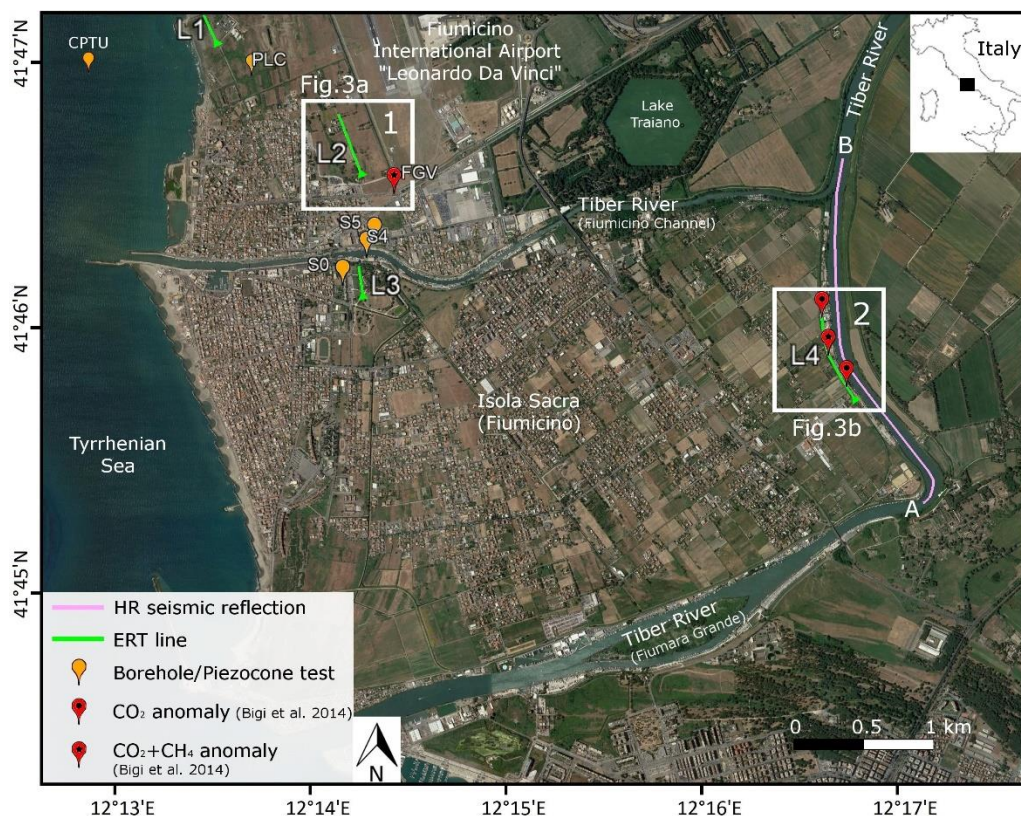 L1
CPTU
PLC
Fiumicino
International Airport
"Leonardo Da Vinci"
Fig.3a
1
L2
FGV
Lake
Traiano
Tiber River
B
Italy
Tiber River
(Fiumicino Channel)
S5
S4
S0
L3
2
L4
Fig.3b
Isola Sacra
(Fiumicino)
Tyrrhenian
Sea
A
Tiber River
(Fiumara Grande)
HR seismic reflection
ERT line
Borehole/Piezocone test
CO₂ anomaly (Bigi et al. 2014)
CO₂+CH₄ anomaly
(Bigi et al. 2014)
N
0 0.5 1 km
41°47'N
41°46'N
41°45'N
12°13'E 12°14'E 12°15'E 12°16'E 12°17'E